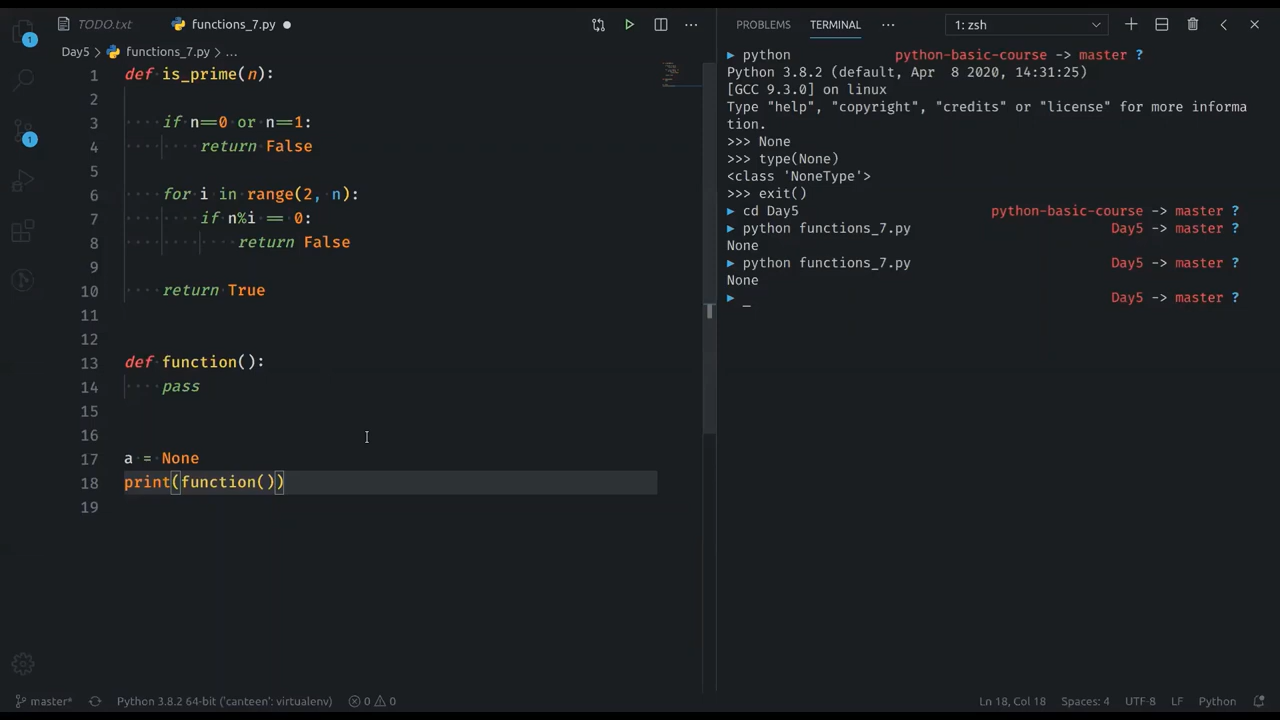 TODO.txt
functions_7.py
Day5 > functions_7.py > ...
1 def is_prime(n):
2
3 if n==0 or n==1:
4 return False
5
6 for i in range(2, n):
7 if n%i == 0:
8 return False
9
10 return True
11
12
13 def function():
14 pass
15
16
17 a = None
18 print(function())
19
PROBLEMS TERMINAL ... 1: zsh
python python-basic-course -> master ?
Python 3.8.2 (default, Apr  8 2020, 14:31:25)
[GCC 9.3.0] on linux
Type "help", "copyright", "credits" or "license" for more informa
tion.
>>> None
>>> type(None)
<class 'NoneType'>
>>> exit()
cd Day5 python-basic-course -> master ?
python functions_7.py Day5 -> master ?
None
python functions_7.py Day5 -> master ?
None
_ Day5 -> master ?
1
1
master* Python 3.8.2 64-bit ('canteen': virtualenv) 0 0 Ln 18, Col 18 Spaces: 4 UTF-8 LF Python